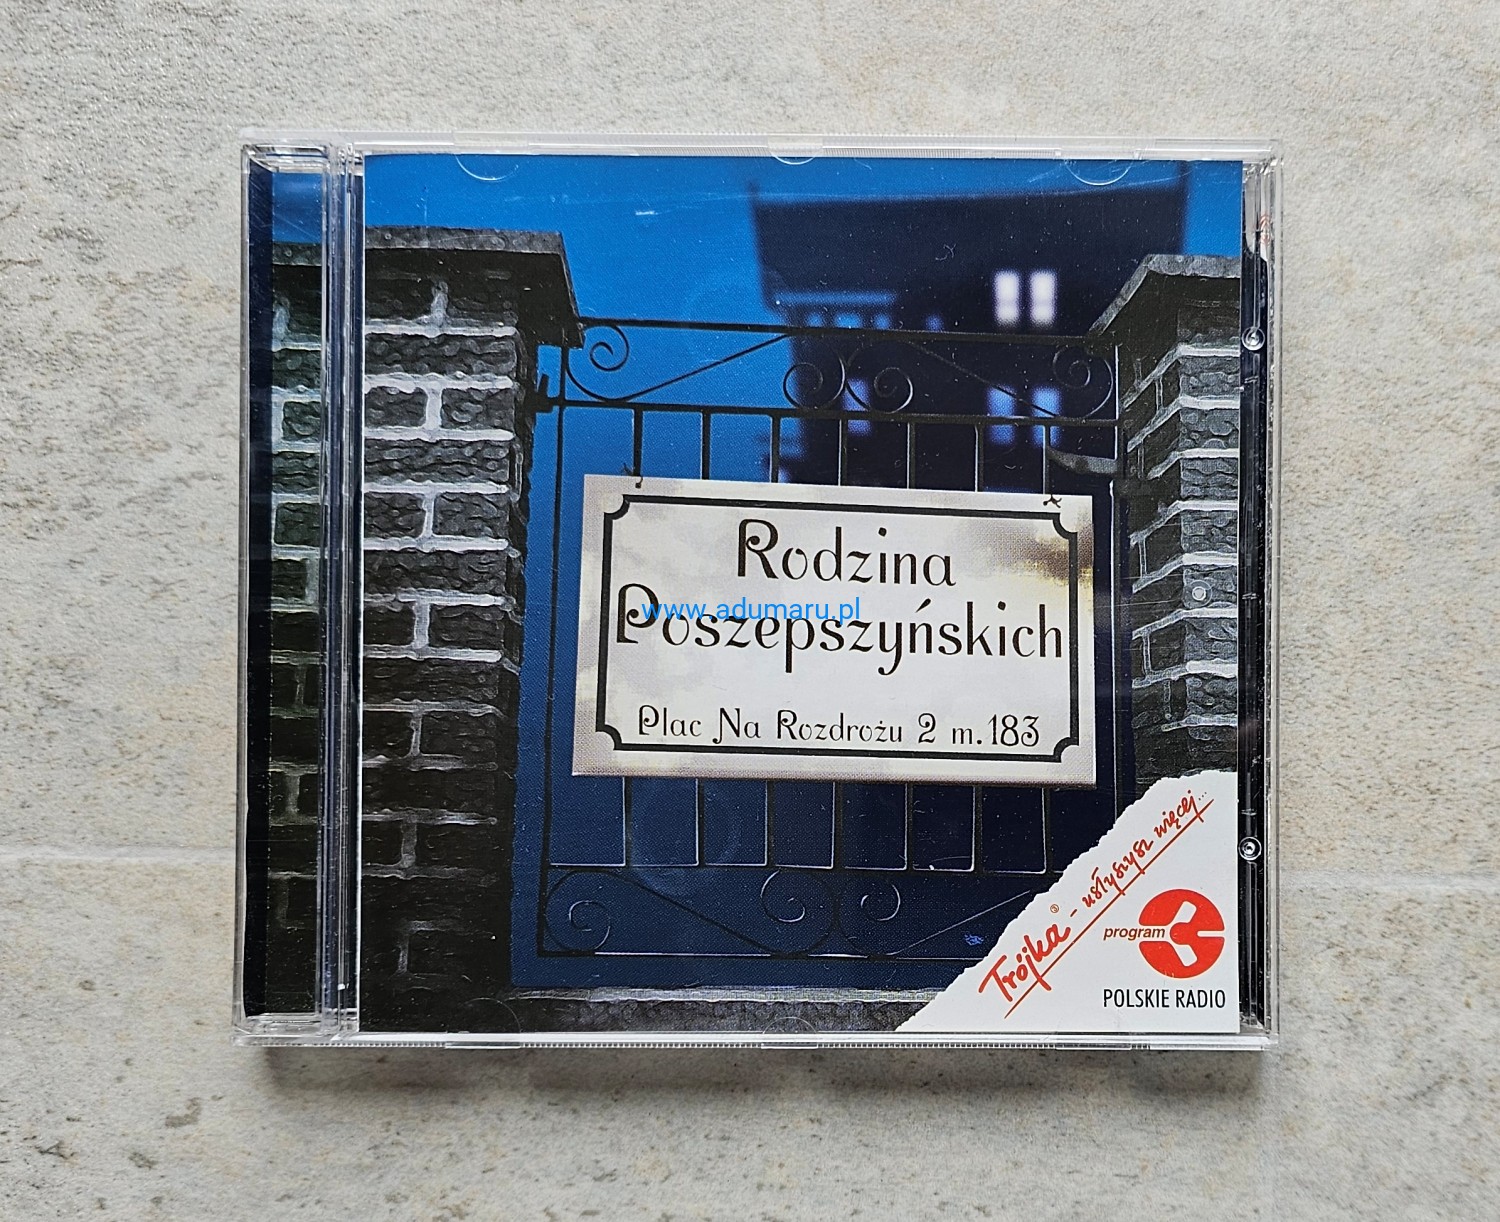 Rodzina
Poszepszyńskich
www.adumaru.pl
Plac Na Rozdrożu 2 m. 183
Trójka - usłyszysz więcej...
program
POLSKIE RADIO